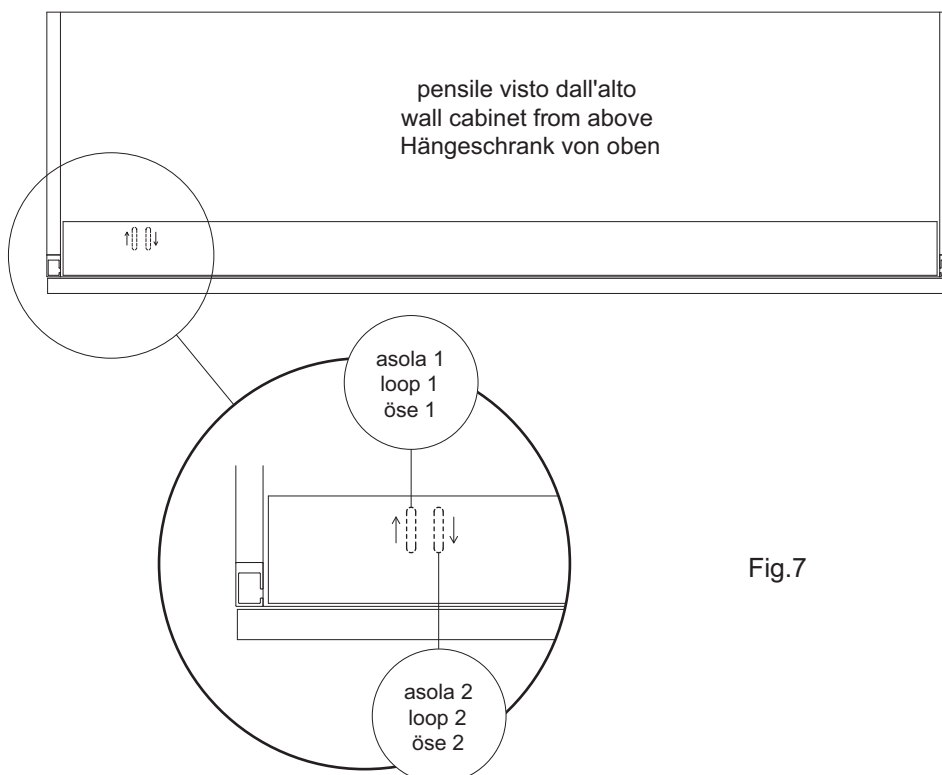 pensile visto dall'alto
wall cabinet from above
Hängeschrank von oben
asola 1
loop 1
öse 1
Fig.7
asola 2
loop 2
öse 2